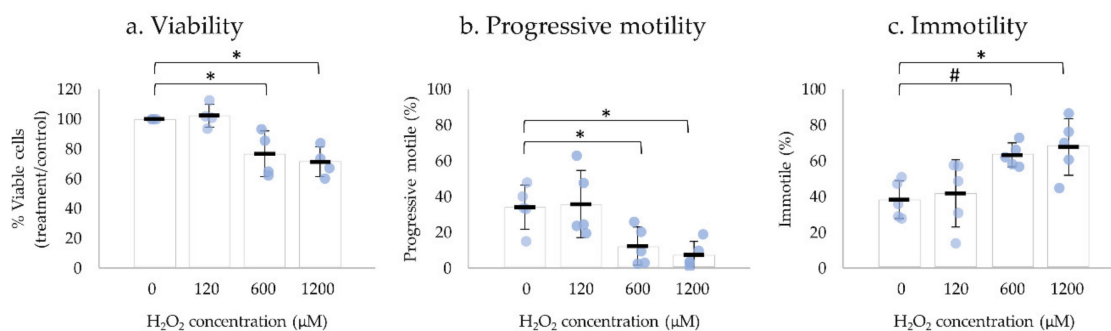 a. Viability
b. Progressive motility
c. Immotility
*
*
% Viable cells
(treatment/control)
120
100
80
60
40
20
0
0 120 600 1200
H₂O₂ concentration (μM)
*
*
Progressive motile (%)
100
80
60
40
20
0
0 120 600 1200
H₂O₂ concentration (μM)
*
#
Immotile (%)
100
80
60
40
20
0
0 120 600 1200
H₂O₂ concentration (μM)